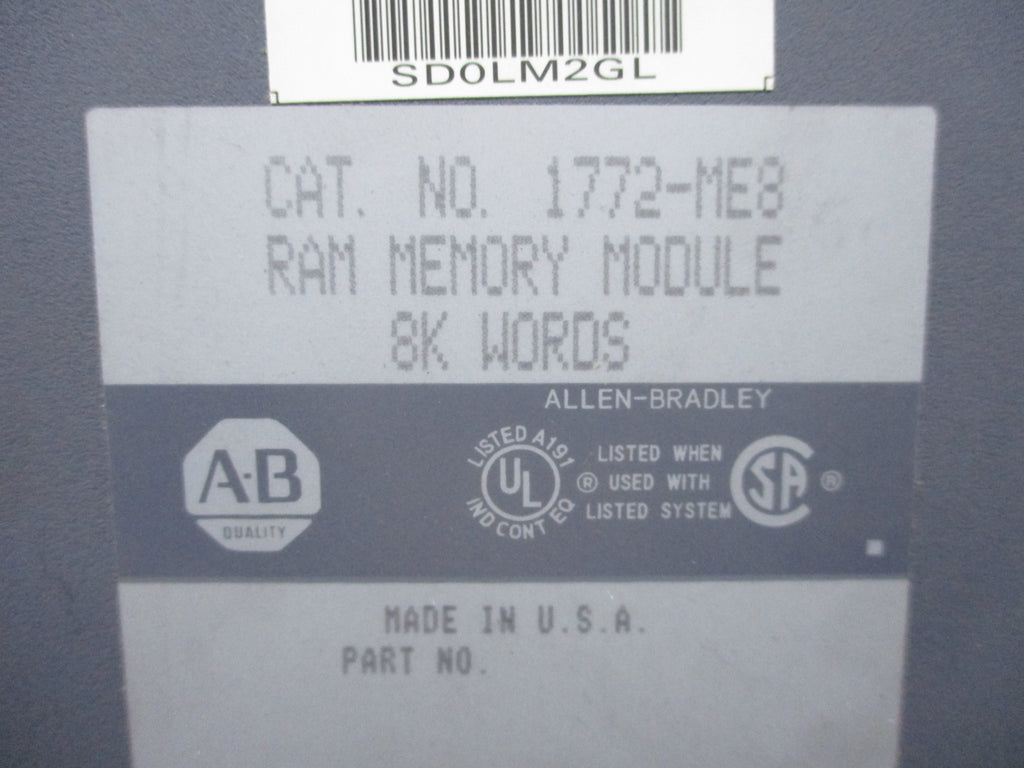 SD0LM2GL
CAT. NO. 1772-ME8
RAM MEMORY MODULE
8K WORDS
ALLEN-BRADLEY
A-B
QUALITY
LISTED A191
UL
IND CONT EQ
®
LISTED WHEN
USED WITH
LISTED SYSTEM
SA
®
MADE IN U.S.A.
PART NO.